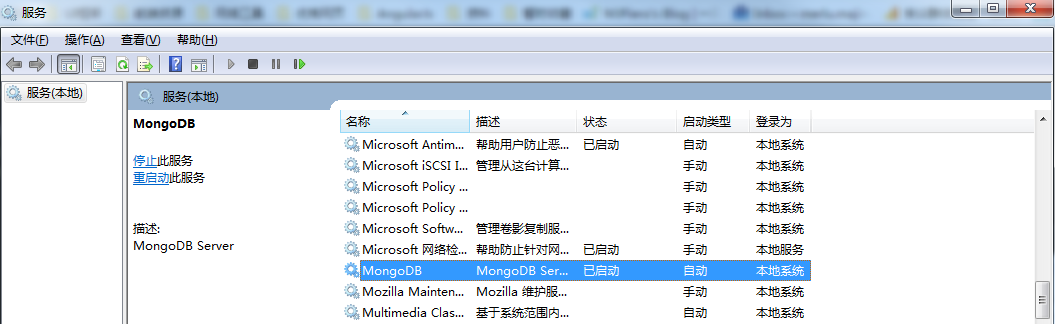 服务
文件(F) 操作(A) 查看(V) 帮助(H)
服务(本地)
服务(本地)
MongoDB
停止此服务
重启动此服务
描述:
MongoDB Server
名称 描述 状态 启动类型 登录为
Microsoft Antim... 帮助用户防止恶... 已启动 自动 本地系统
Microsoft iSCSI I... 管理从这台计算... 手动 本地系统
Microsoft Policy ... 手动 本地系统
Microsoft Policy ... 手动 本地系统
Microsoft Softw... 管理卷影复制服... 手动 本地系统
Microsoft 网络检... 帮助防止针对网... 已启动 手动 本地服务
MongoDB MongoDB Ser... 已启动 自动 本地系统
Mozilla Mainten... Mozilla 维护服... 手动 本地系统
Multimedia Clas... 基于系统范围内... 自动 本地系统